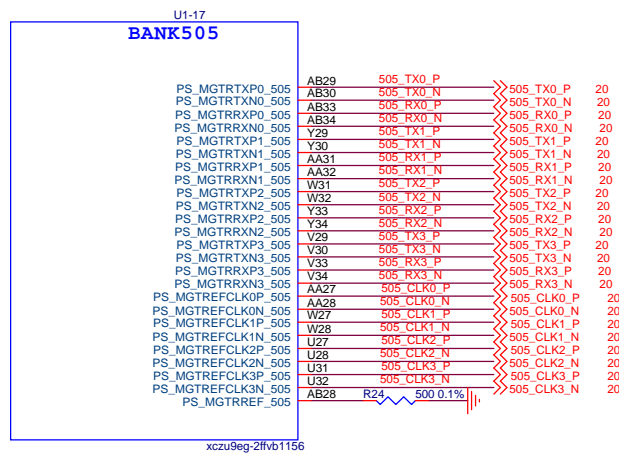 U1-17
BANK505
PS_MGTRTXP0_505 AB29 505_TX0_P 505_TX0_P 20
PS_MGTRTXN0_505 AB30 505_TX0_N 505_TX0_N 20
PS_MGTRRXP0_505 AB33 505_RX0_P 505_RX0_P 20
PS_MGTRRXN0_505 AB34 505_RX0_N 505_RX0_N 20
PS_MGTRTXP1_505 Y29 505_TX1_P 505_TX1_P 20
PS_MGTRTXN1_505 Y30 505_TX1_N 505_TX1_N 20
PS_MGTRRXP1_505 AA31 505_RX1_P 505_RX1_P 20
PS_MGTRRXN1_505 AA32 505_RX1_N 505_RX1_N 20
PS_MGTRTXP2_505 W31 505_TX2_P 505_TX2_P 20
PS_MGTRTXN2_505 W32 505_TX2_N 505_TX2_N 20
PS_MGTRRXP2_505 Y33 505_RX2_P 505_RX2_P 20
PS_MGTRRXN2_505 Y34 505_RX2_N 505_RX2_N 20
PS_MGTRTXP3_505 V29 505_TX3_P 505_TX3_P 20
PS_MGTRTXN3_505 V30 505_TX3_N 505_TX3_N 20
PS_MGTRRXP3_505 V33 505_RX3_P 505_RX3_P 20
PS_MGTRRXN3_505 V34 505_RX3_N 505_RX3_N 20
PS_MGTREFCLK0P_505 AA27 505_CLK0_P 505_CLK0_P 20
PS_MGTREFCLK0N_505 AA28 505_CLK0_N 505_CLK0_N 20
PS_MGTREFCLK1P_505 W27 505_CLK1_P 505_CLK1_P 20
PS_MGTREFCLK1N_505 W28 505_CLK1_N 505_CLK1_N 20
PS_MGTREFCLK2P_505 U27 505_CLK2_P 505_CLK2_P 20
PS_MGTREFCLK2N_505 U28 505_CLK2_N 505_CLK2_N 20
PS_MGTREFCLK3P_505 U31 505_CLK3_P 505_CLK3_P 20
PS_MGTREFCLK3N_505 U32 505_CLK3_N 505_CLK3_N 20
PS_MGTRREF_505 AB28 R24 500 0.1%
xczu9eg-2ffvb1156